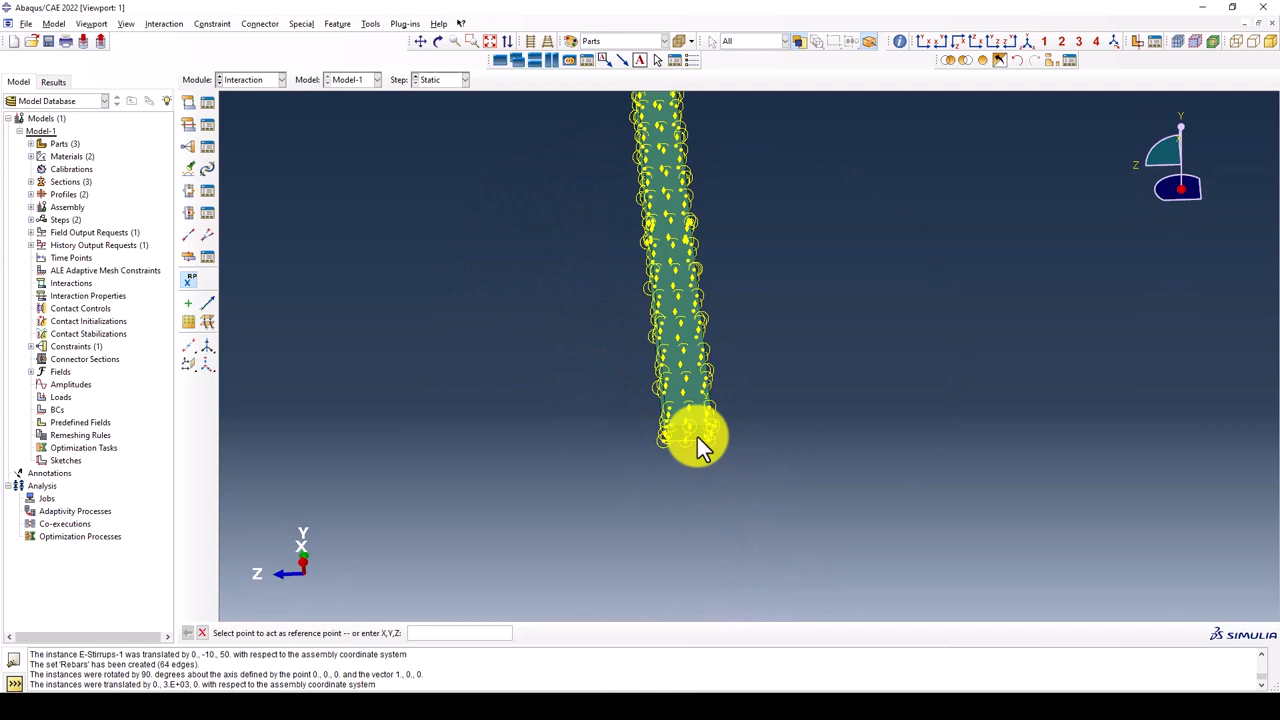 Abaqus/CAE 2022 [Viewport: 1]
File Model Viewport View Interaction Constraint Connector Special Feature Tools Plug-ins Help
Parts All 1 2 3 4
Model Results Module: Interaction Model: Model-1 Step: Static
Model Database
Models (1)
Model-1
Parts (3)
Materials (2)
Calibrations
Sections (3)
Profiles (2)
Assembly
Steps (2)
Field Output Requests (1)
History Output Requests (1)
Time Points
ALE Adaptive Mesh Constraints
Interactions
Interaction Properties
Contact Controls
Contact Initializations
Contact Stabilizations
Constraints (1)
Connector Sections
Fields
Amplitudes
Loads
BCs
Predefined Fields
Remeshing Rules
Optimization Tasks
Sketches
Annotations
Analysis
Jobs
Adaptivity Processes
Co-executions
Optimization Processes
RP
X
Y
Y
Z
Y
X
Z
Select point to act as reference point -- or enter X,Y,Z:
SIMULIA
The instance E-Stirrups-1 was translated by 0., -10., 50. with respect to the assembly coordinate system
The set 'Rebars' has been created (64 edges).
The instances were rotated by 90. degrees about the axis defined by the point 0., 0., 0. and the vector 1., 0., 0.
The instances were translated by 0., 3.E+03, 0. with respect to the assembly coordinate system